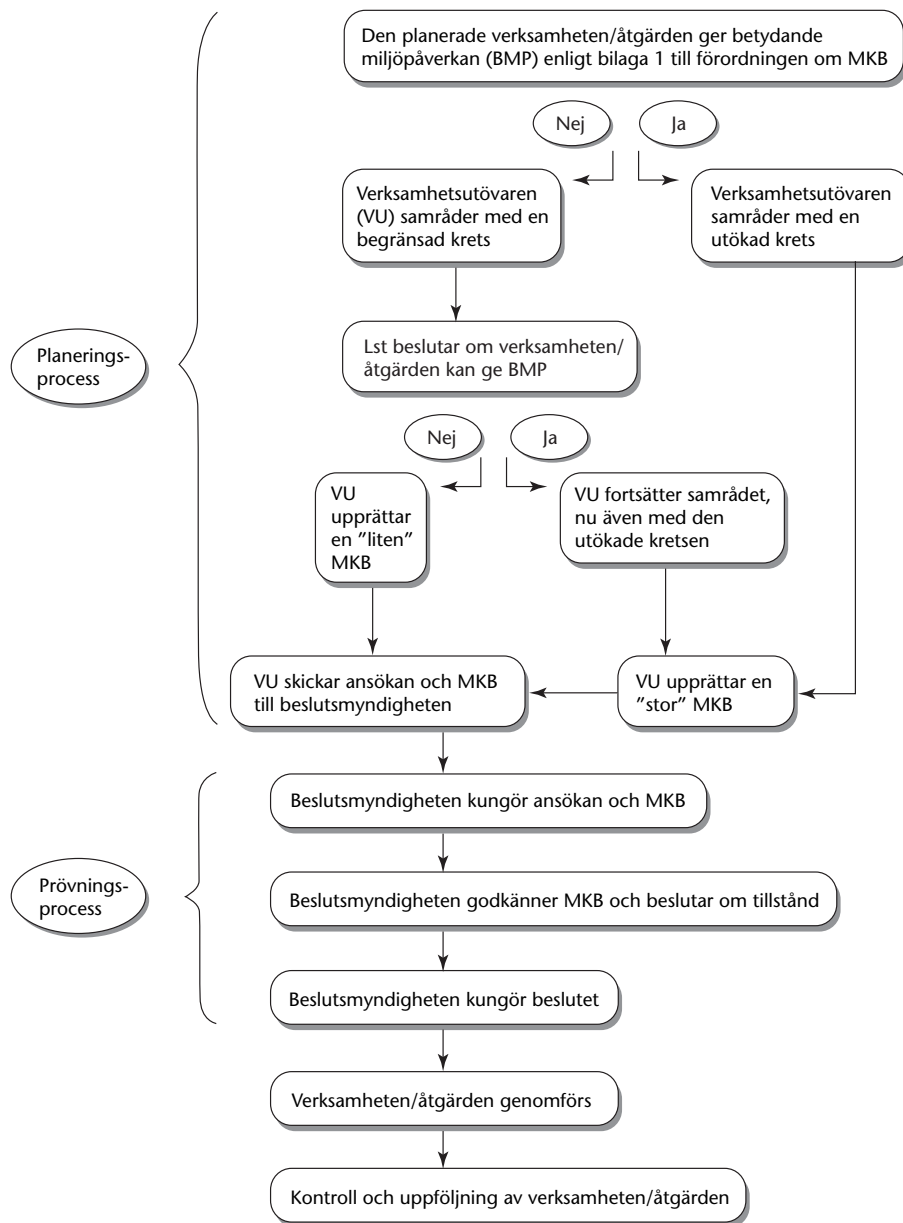 Den planerade verksamheten/åtgärden ger betydande
miljöpåverkan (BMP) enligt bilaga 1 till förordningen om MKB
Nej
Ja
Verksamhetsutövaren
(VU) samråder med en
begränsad krets
Verksamhetsutövaren
samråder med en
utökad krets
Planerings-
process
Lst beslutar om verksamheten/
åtgärden kan ge BMP
Nej
Ja
VU
upprättar
en ”liten”
MKB
VU fortsätter samrådet,
nu även med den
utökade kretsen
VU skickar ansökan och MKB
till beslutsmyndigheten
VU upprättar en
”stor” MKB
Beslutsmyndigheten kungör ansökan och MKB
Prövnings-
process
Beslutsmyndigheten godkänner MKB och beslutar om tillstånd
Beslutsmyndigheten kungör beslutet
Verksamheten/åtgärden genomförs
Kontroll och uppföljning av verksamheten/åtgärden